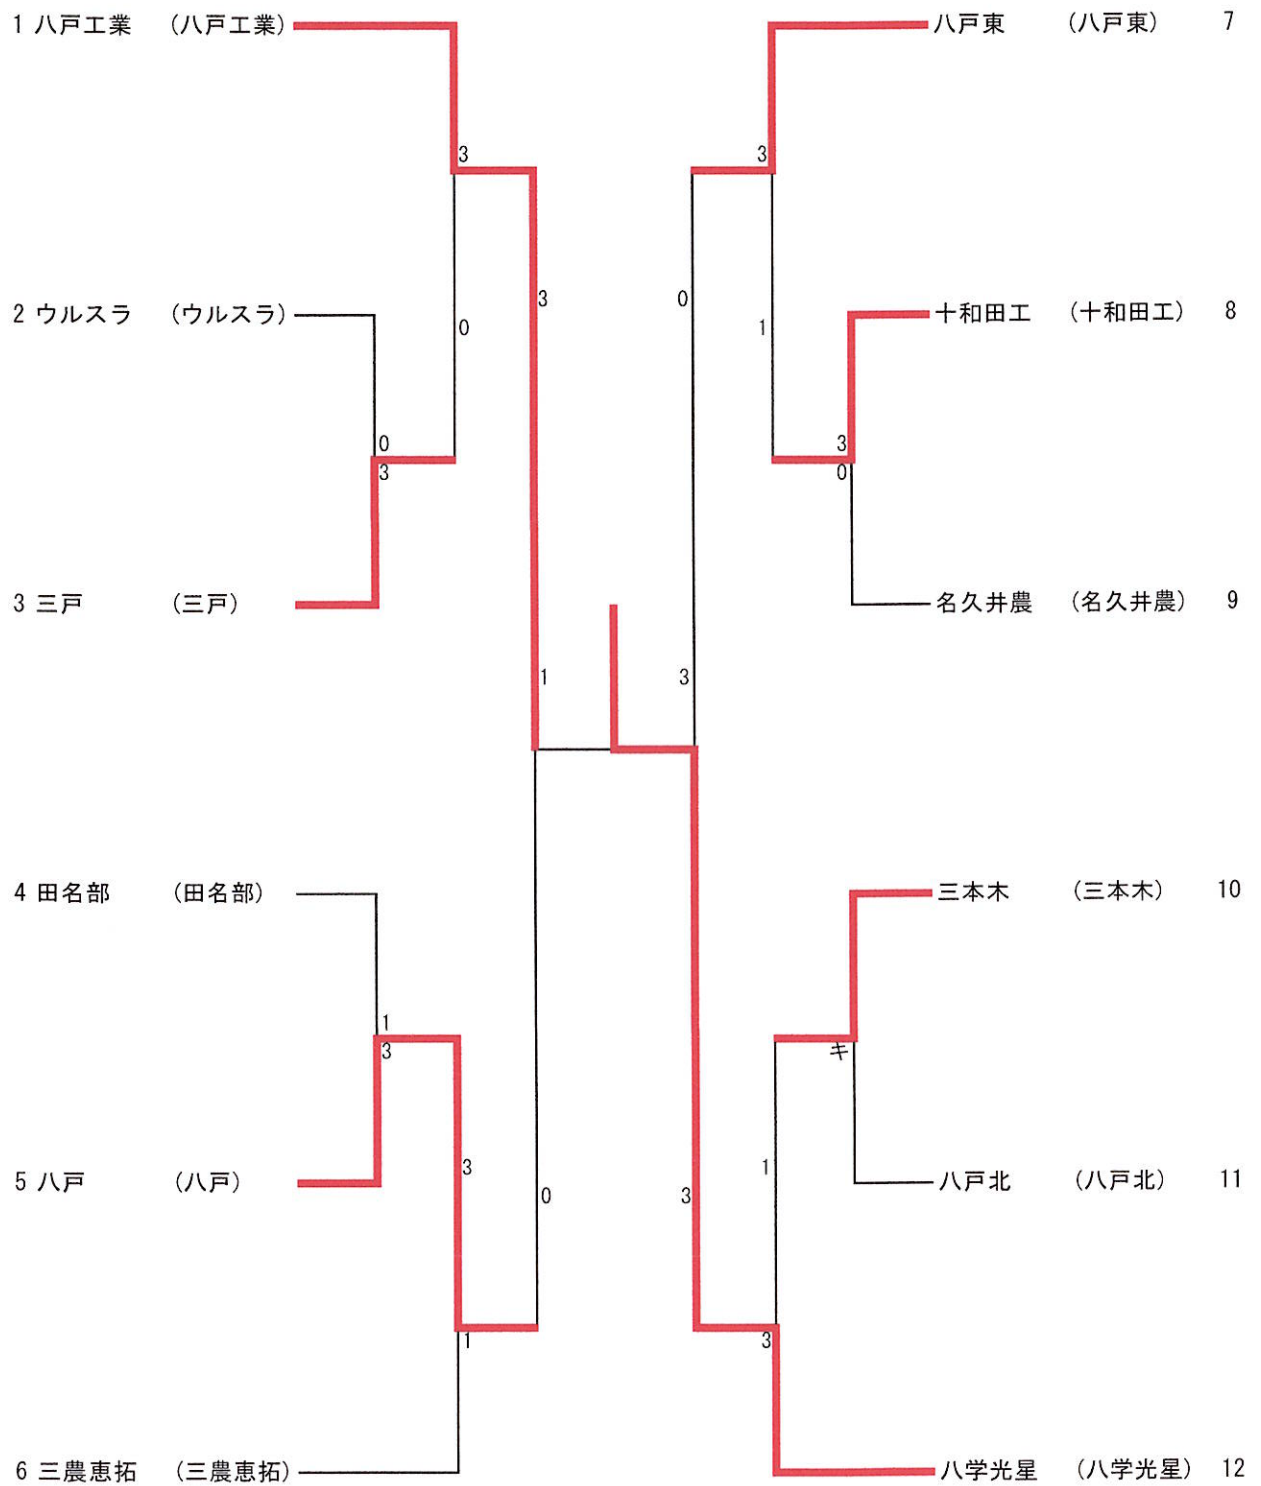 1 八戸工業 (八戸工業)
八戸東 (八戸東) 7
3
3
3
0
2 ウルスラ (ウルスラ)
十和田工 (十和田工) 8
0
1
0
3
3
0
3 三戸 (三戸)
名久井農 (名久井農) 9
1
3
4 田名部 (田名部)
三本木 (三本木) 10
1
3
キ
5 八戸 (八戸)
八戸北 (八戸北) 11
3
1
0
3
1
3
6 三農恵拓 (三農恵拓)
八学光星 (八学光星) 12